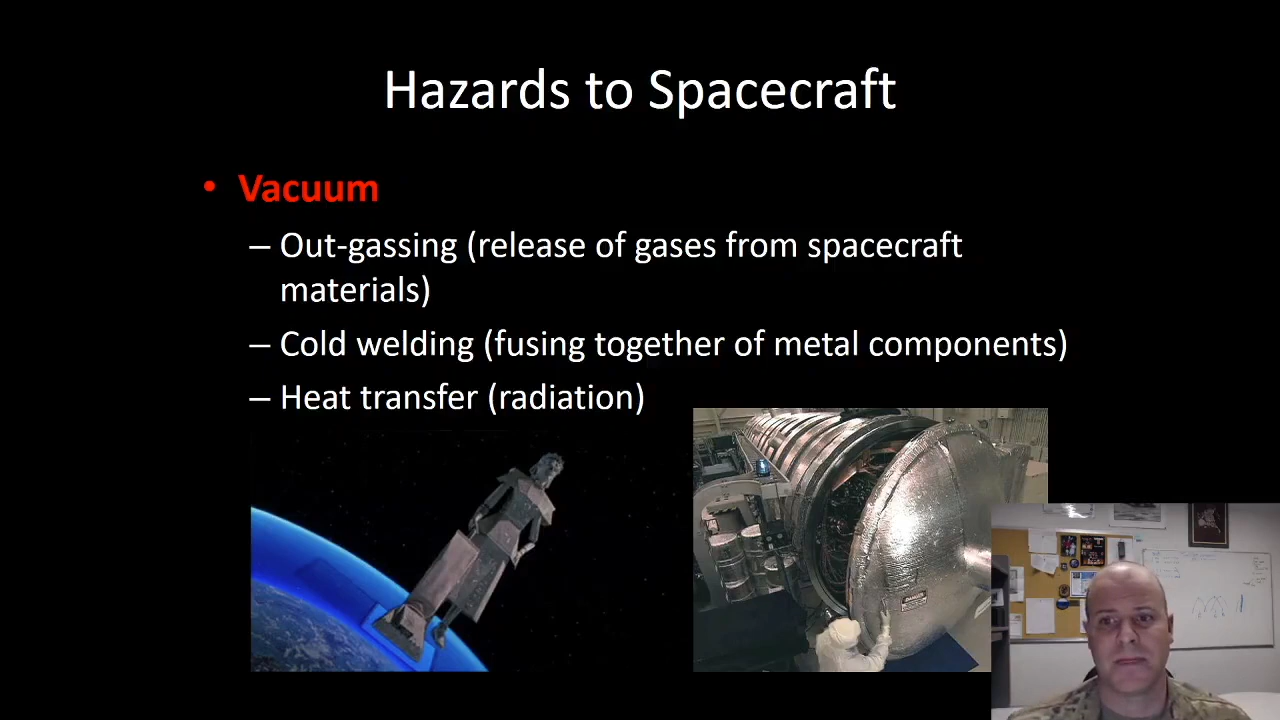 Hazards to Spacecraft
• Vacuum
– Out-gassing (release of gases from spacecraft
materials)
– Cold welding (fusing together of metal components)
– Heat transfer (radiation)
DANGER